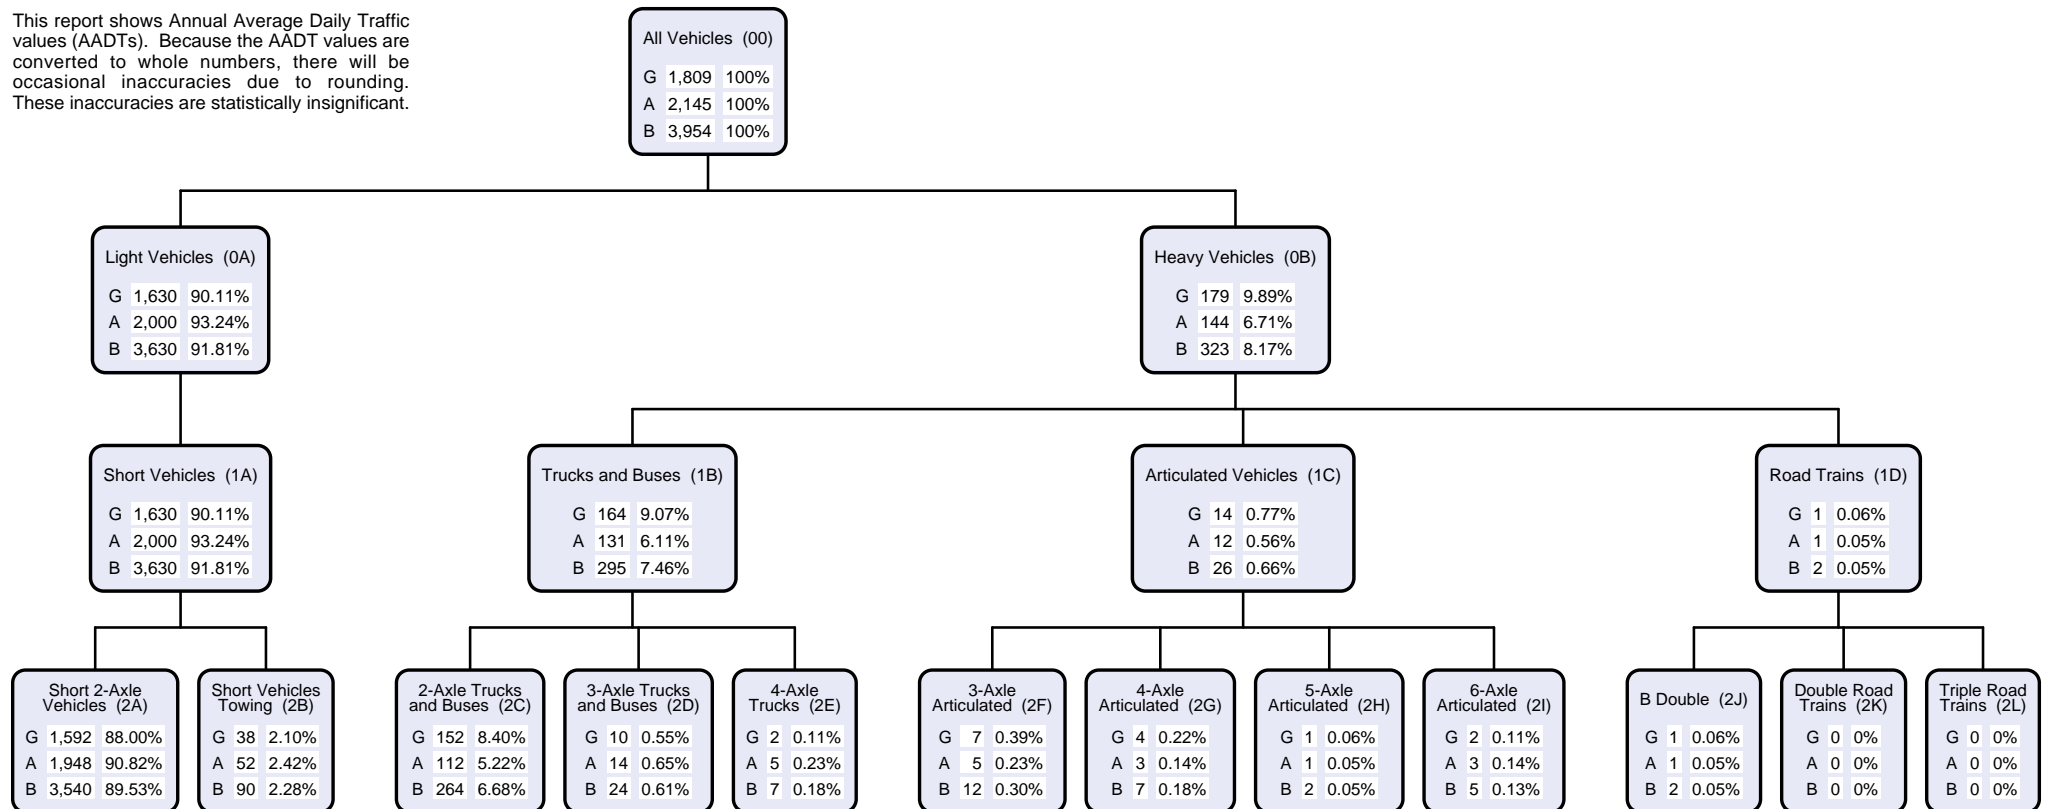 This report shows Annual Average Daily Traffic
values (AADTs). Because the AADT values are
converted to whole numbers, there will be
occasional inaccuracies due to rounding.
These inaccuracies are statistically insignificant.
All Vehicles (00)
G 1,809 100%
A 2,145 100%
B 3,954 100%
Light Vehicles (0A)
G 1,630 90.11%
A 2,000 93.24%
B 3,630 91.81%
Heavy Vehicles (0B)
G 179 9.89%
A 144 6.71%
B 323 8.17%
Short Vehicles (1A)
G 1,630 90.11%
A 2,000 93.24%
B 3,630 91.81%
Trucks and Buses (1B)
G 164 9.07%
A 131 6.11%
B 295 7.46%
Articulated Vehicles (1C)
G 14 0.77%
A 12 0.56%
B 26 0.66%
Road Trains (1D)
G 1 0.06%
A 1 0.05%
B 2 0.05%
Short 2-Axle
Vehicles (2A)
G 1,592 88.00%
A 1,948 90.82%
B 3,540 89.53%
Short Vehicles
Towing (2B)
G 38 2.10%
A 52 2.42%
B 90 2.28%
2-Axle Trucks
and Buses (2C)
G 152 8.40%
A 112 5.22%
B 264 6.68%
3-Axle Trucks
and Buses (2D)
G 10 0.55%
A 14 0.65%
B 24 0.61%
4-Axle
Trucks (2E)
G 2 0.11%
A 5 0.23%
B 7 0.18%
3-Axle
Articulated (2F)
G 7 0.39%
A 5 0.23%
B 12 0.30%
4-Axle
Articulated (2G)
G 4 0.22%
A 3 0.14%
B 7 0.18%
5-Axle
Articulated (2H)
G 1 0.06%
A 1 0.05%
B 2 0.05%
6-Axle
Articulated (2I)
G 2 0.11%
A 3 0.14%
B 5 0.13%
B Double (2J)
G 1 0.06%
A 1 0.05%
B 2 0.05%
Double Road
Trains (2K)
G 0 0%
A 0 0%
B 0 0%
Triple Road
Trains (2L)
G 0 0%
A 0 0%
B 0 0%